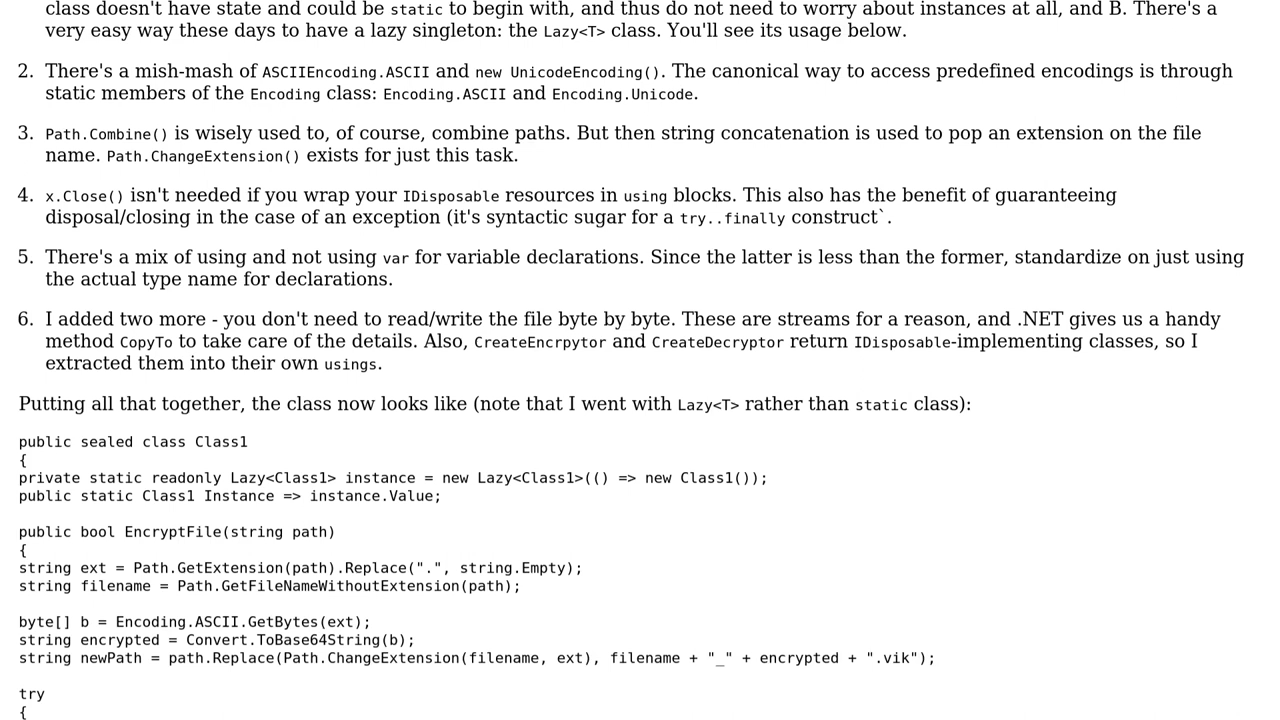 class doesn't have state and could be static to begin with, and thus do not need to worry about instances at all, and B. There's a
very easy way these days to have a lazy singleton: the Lazy<T> class. You'll see its usage below.
2. There's a mish-mash of ASCIIEncoding.ASCII and new UnicodeEncoding(). The canonical way to access predefined encodings is through
static members of the Encoding class: Encoding.ASCII and Encoding.Unicode.
3. Path.Combine() is wisely used to, of course, combine paths. But then string concatenation is used to pop an extension on the file
name. Path.ChangeExtension() exists for just this task.
4. x.Close() isn't needed if you wrap your IDisposable resources in using blocks. This also has the benefit of guaranteeing
disposal/closing in the case of an exception (it's syntactic sugar for a try..finally construct`.
5. There's a mix of using and not using var for variable declarations. Since the latter is less than the former, standardize on just using
the actual type name for declarations.
6. I added two more - you don't need to read/write the file byte by byte. These are streams for a reason, and .NET gives us a handy
method CopyTo to take care of the details. Also, CreateEncrpytor and CreateDecryptor return IDisposable-implementing classes, so I
extracted them into their own usings.
Putting all that together, the class now looks like (note that I went with Lazy<T> rather than static class):
public sealed class Class1
{
private static readonly Lazy<Class1> instance = new Lazy<Class1>(() => new Class1());
public static Class1 Instance => instance.Value;
public bool EncryptFile(string path)
{
string ext = Path.GetExtension(path).Replace(".", string.Empty);
string filename = Path.GetFileNameWithoutExtension(path);
byte[] b = Encoding.ASCII.GetBytes(ext);
string encrypted = Convert.ToBase64String(b);
string newPath = path.Replace(Path.ChangeExtension(filename, ext), filename + "_" + encrypted + ".vik");
try
{